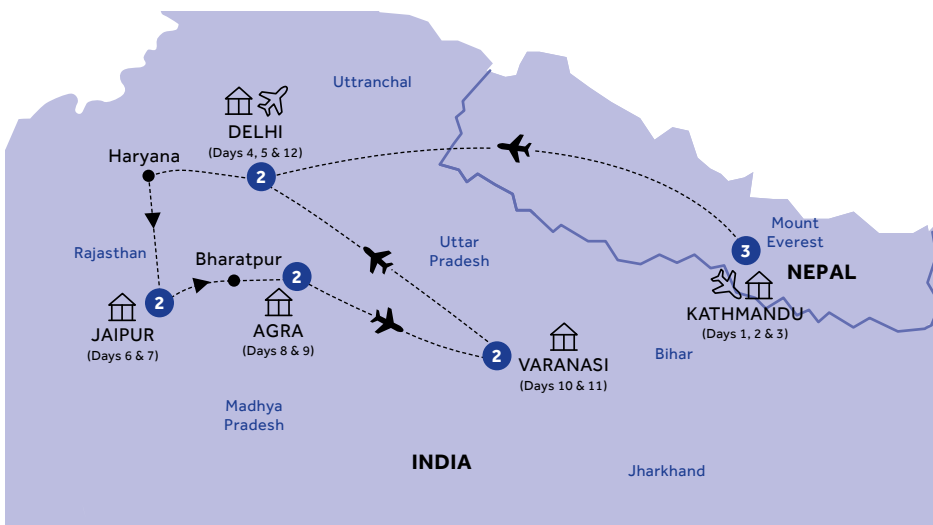 Uttranchal
DELHI
(Days 4, 5 & 12)
2
Haryana
Mount
Everest
3
NEPAL
Rajasthan
Bharatpur
Uttar
Pradesh
2
2
JAIPUR
(Days 6 & 7)
AGRA
(Days 8 & 9)
KATHMANDU
(Days 1, 2 & 3)
2
VARANASI
(Days 10 & 11)
Bihar
Madhya
Pradesh
INDIA
Jharkhand